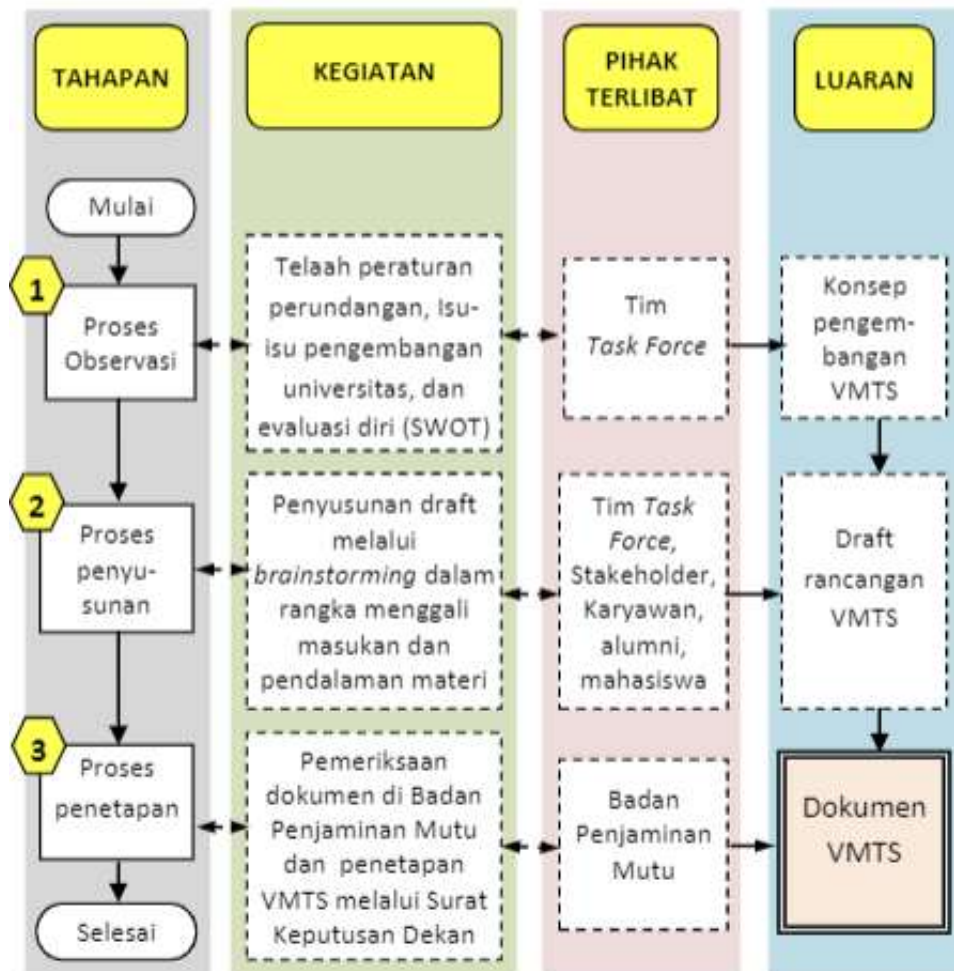 TAHAPAN
KEGIATAN
PIHAK
TERLIBAT
LUARAN
Mulai
1
Proses
Observasi
Telaah peraturan
perundangan, Isu-
isu pengembangan
universitas, dan
evaluasi diri (SWOT)
Tim
Task Force
Konsep
pengem-
bangan
VMTS
2
Proses
penyu-
sunan
Penyusunan draft
melalui
brainstorming dalam
rangka menggali
masukan dan
pendalaman materi
Tim Task
Force,
Stakeholder,
Karyawan,
alumni,
mahasiswa
Draft
rancangan
VMTS
3
Proses
penetapan
Pemeriksaan
dokumen di Badan
Penjaminan Mutu
dan penetapan
VMTS melalui Surat
Keputusan Dekan
Badan
Penjaminan
Mutu
Dokumen
VMTS
Selesai